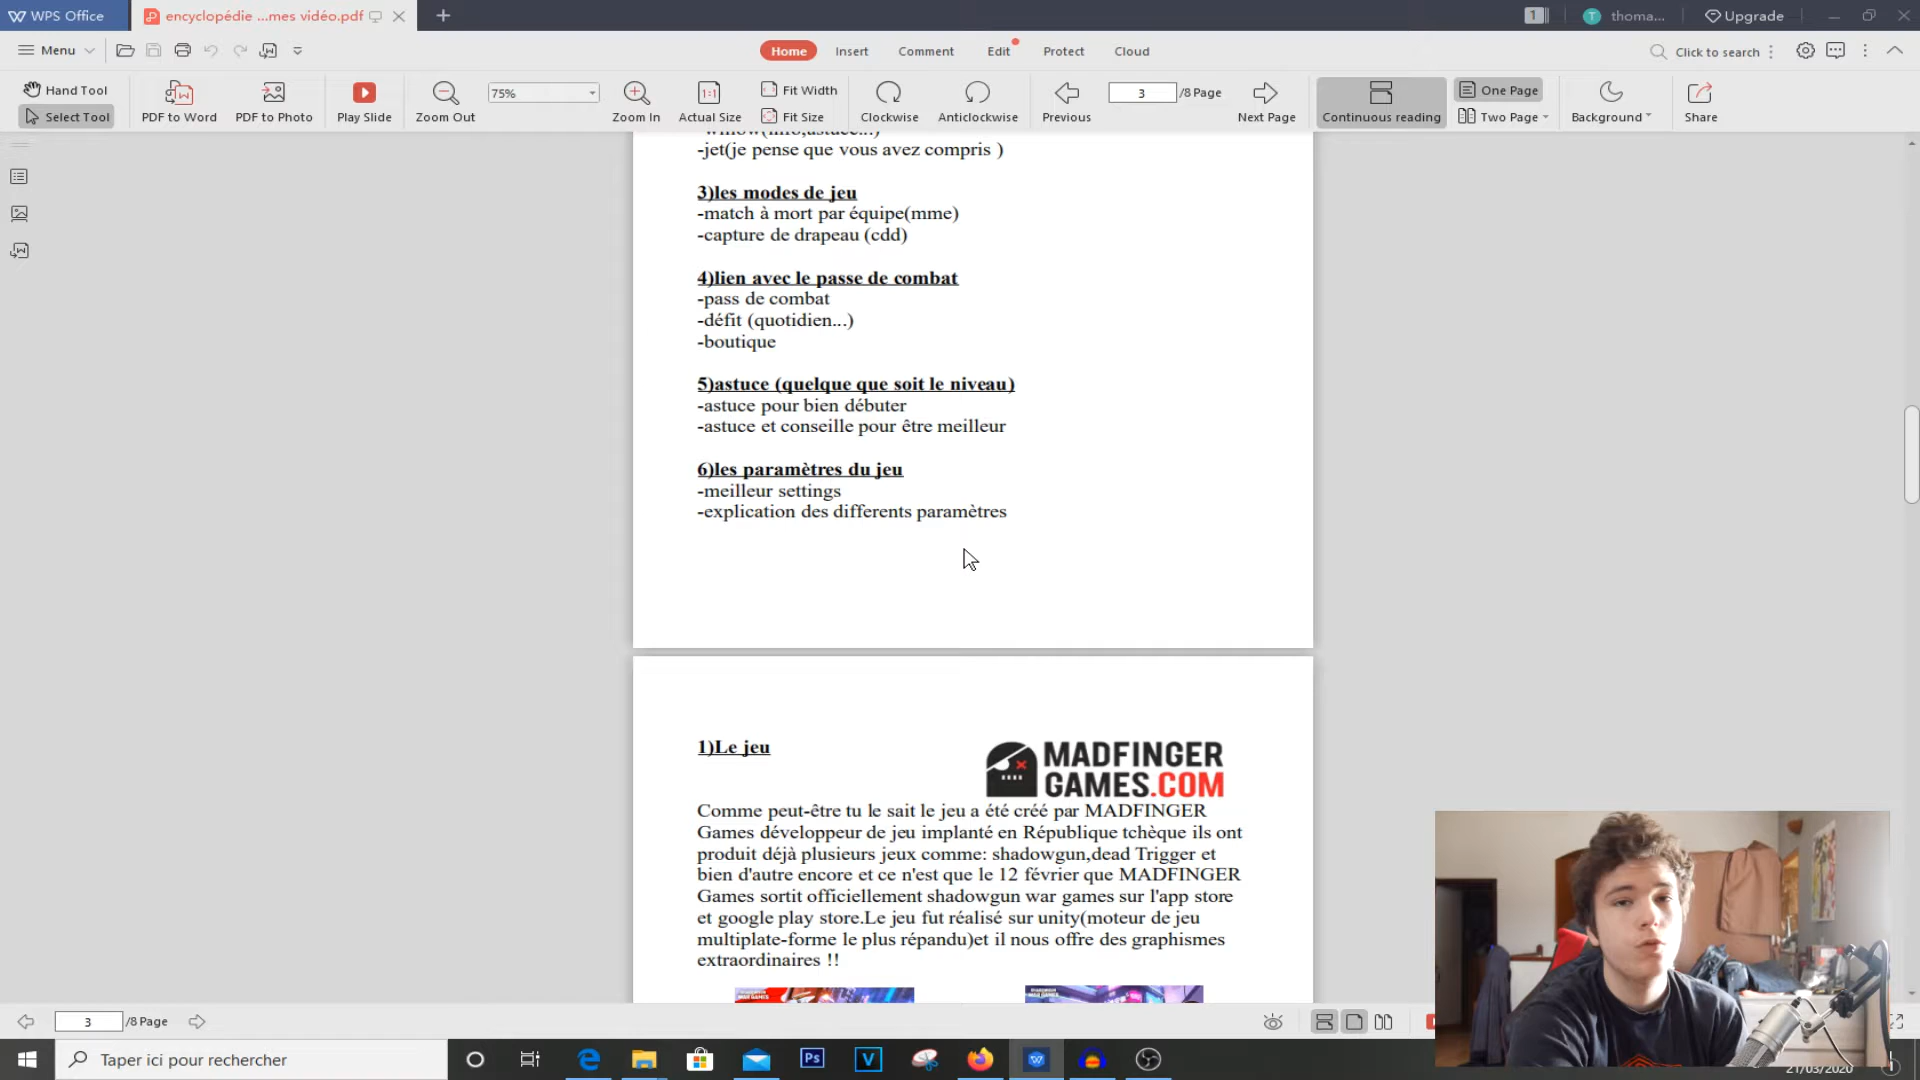 WPS Office
encyclopédie ...mes vidéo.pdf
1
T
thoma...
Upgrade
Menu
Home
Insert
Comment
Edit
Protect
Cloud
Click to search
Hand Tool
Select Tool
PDF to Word
PDF to Photo
Play Slide
Zoom Out
75%
Zoom In
1:1
Actual Size
Fit Width
Fit Size
Clockwise
Anticlockwise
Previous
3
/8 Page
Next Page
Continuous reading
One Page
Two Page
Background
Share
-jet(je pense que vous avez compris )
3)les modes de jeu
-match à mort par équipe(mme)
-capture de drapeau (cdd)
4)lien avec le passe de combat
-pass de combat
-défit (quotidien...)
-boutique
5)astuce (quelque que soit le niveau)
-astuce pour bien débuter
-astuce et conseille pour être meilleur
6)les paramètres du jeu
-meilleur settings
-explication des differents paramètres
1)Le jeu
MADFINGER
GAMES.COM
Comme peut-être tu le sait le jeu a été créé par MADFINGER
Games développeur de jeu implanté en République tchèque ils ont
produit déjà plusieurs jeux comme: shadowgun,dead Trigger et
bien d'autre encore et ce n'est que le 12 février que MADFINGER
Games sortit officiellement shadowgun war games sur l'app store
et google play store.Le jeu fut réalisé sur unity(moteur de jeu
multiplate-forme le plus répandu)et il nous offre des graphismes
extraordinaires !!
3
/8 Page
Taper ici pour rechercher
Ps
V
21/03/2020